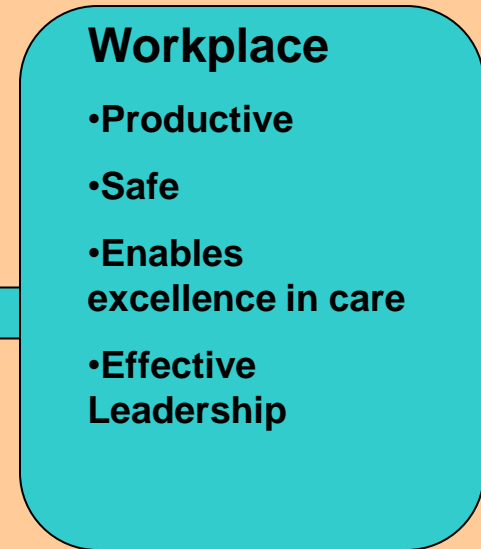 Workplace
•Productive
•Safe
•Enables
excellence in care
•Effective
Leadership